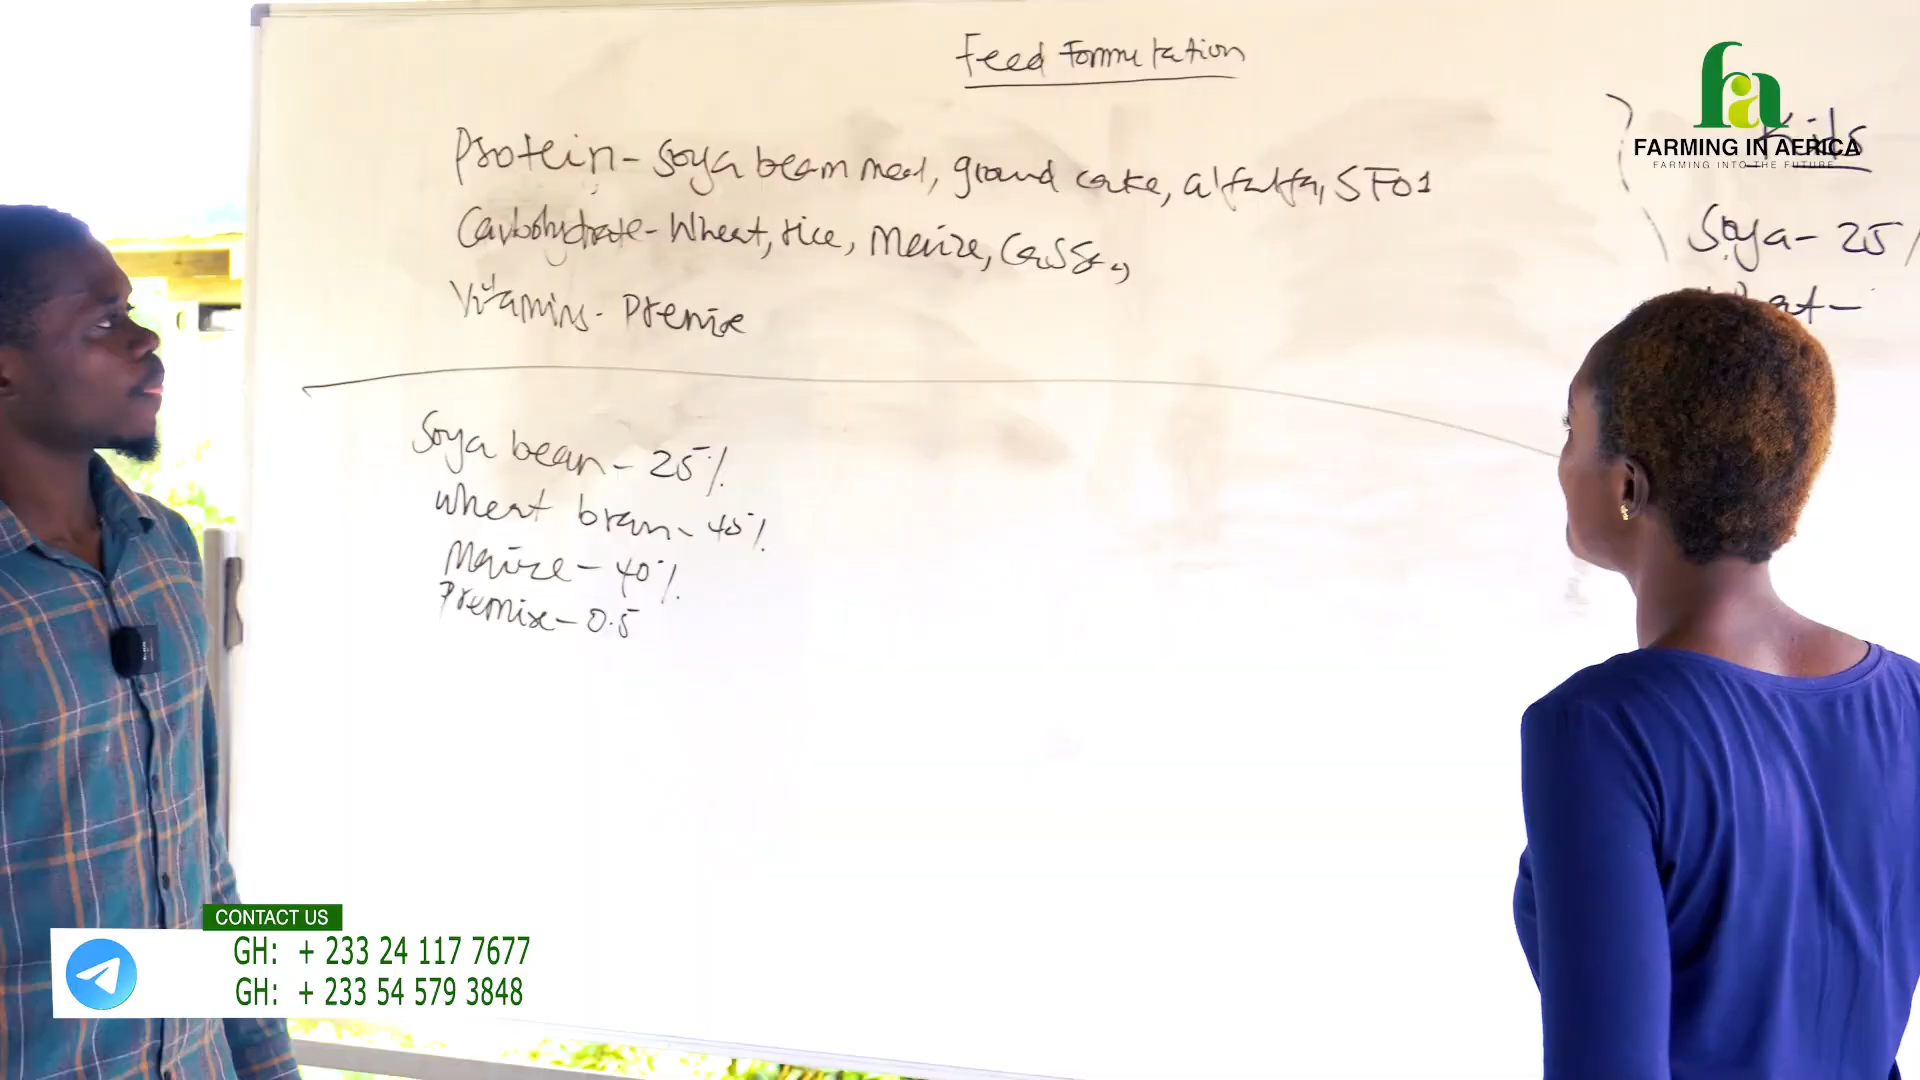 Feed Formulation
Protein - Soya bean meal, ground cake, alfalfa, SFO1
Carbohydrate - Wheat, rice, Maize,
Vitamins - Premix
Soya bean - 25%
Wheat bran - 45%
Maize - 40%
Premix - 0.5
Kids
Soya - 25%
fa
FARMING IN AFRICA
FARMING INTO THE FUTURE
CONTACT US
GH: + 233 24 117 7677
GH: + 233 54 579 3848